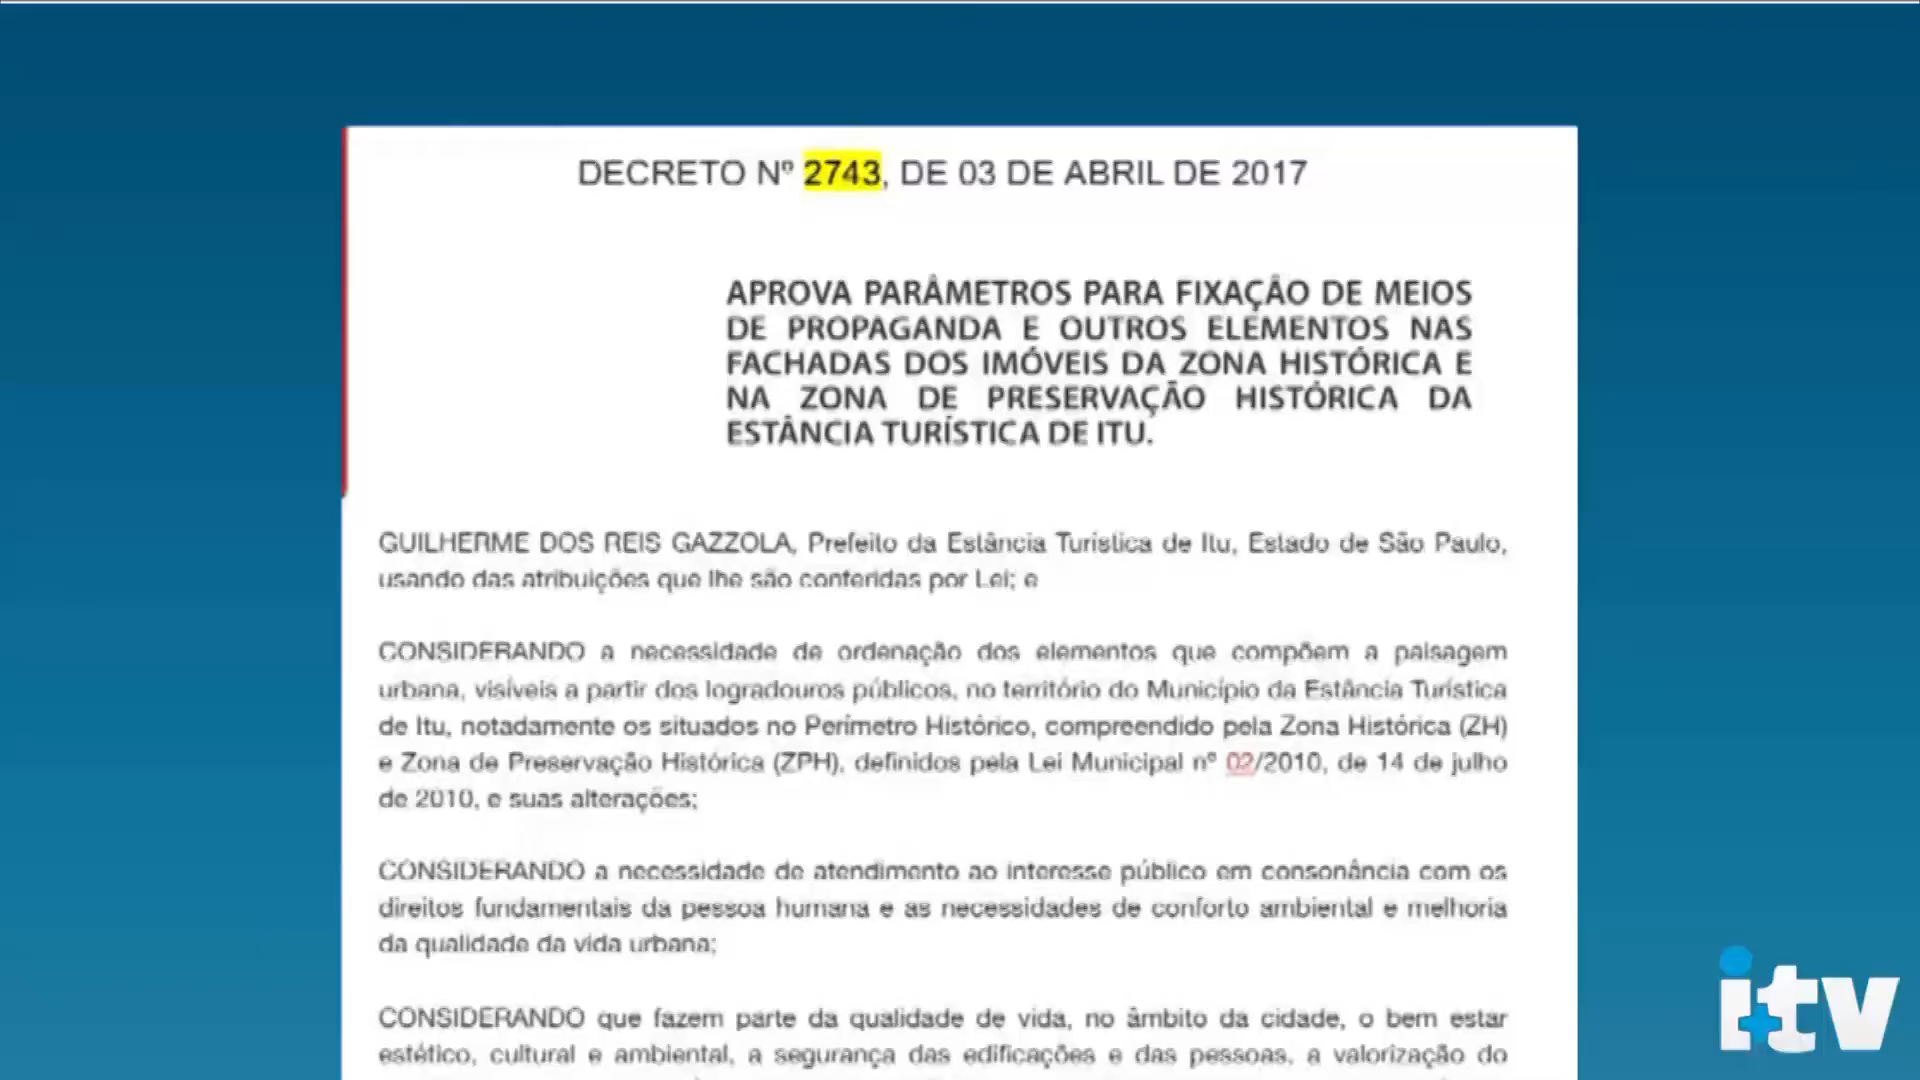 DECRETO Nº 2743, DE 03 DE ABRIL DE 2017
APROVA PARÂMETROS PARA FIXAÇÃO DE MEIOS
DE PROPAGANDA E OUTROS ELEMENTOS NAS
FACHADAS DOS IMÓVEIS DA ZONA HISTÓRICA E
NA ZONA DE PRESERVAÇÃO HISTÓRICA DA
ESTÂNCIA TURÍSTICA DE ITU.
GUILHERME DOS REIS GAZZOLA, Prefeito da Estância Turística de Itu, Estado de São Paulo,
usando das atribuições que lhe são conferidas por Lei; e
CONSIDERANDO a necessidade de ordenação dos elementos que compõem a paisagem
urbana, visíveis a partir dos logradouros públicos, no território do Município da Estância Turística
de Itu, notadamente os situados no Perímetro Histórico, compreendido pela Zona Histórica (ZH)
e Zona de Preservação Histórica (ZPH), definidos pela Lei Municipal nº 02/2010, de 14 de julho
de 2010, e suas alterações;
CONSIDERANDO a necessidade de atendimento ao interesse público em consonância com os
direitos fundamentais da pessoa humana e as necessidades de conforto ambiental e melhoria
da qualidade da vida urbana;
CONSIDERANDO que fazem parte da qualidade de vida, no âmbito da cidade, o bem estar
estético, cultural e ambiental, a segurança das edificações e das pessoas, a valorização do
itv